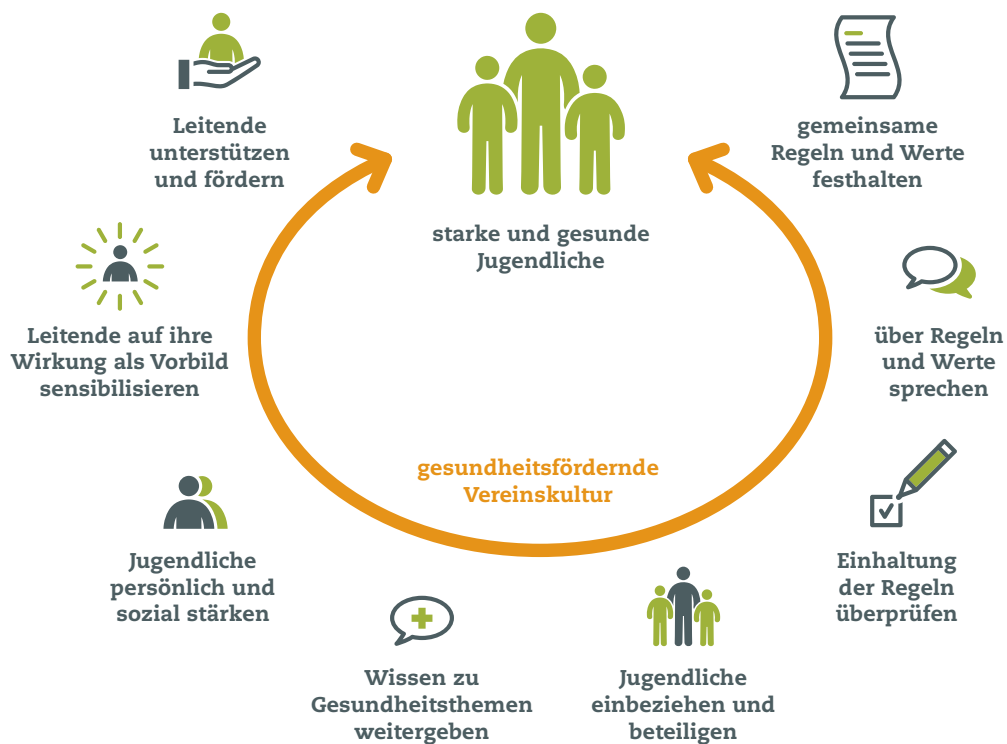 Leitende
unterstützen
und fördern
starke und gesunde
Jugendliche
gemeinsame
Regeln und Werte
festhalten
Leitende auf ihre
Wirkung als Vorbild
sensibilisieren
über Regeln
und Werte
sprechen
gesundheitsfördernde
Vereinskultur
Jugendliche
persönlich und
sozial stärken
Einhaltung
der Regeln
überprüfen
Wissen zu
Gesundheitsthemen
weitergeben
Jugendliche
einbeziehen und
beteiligen